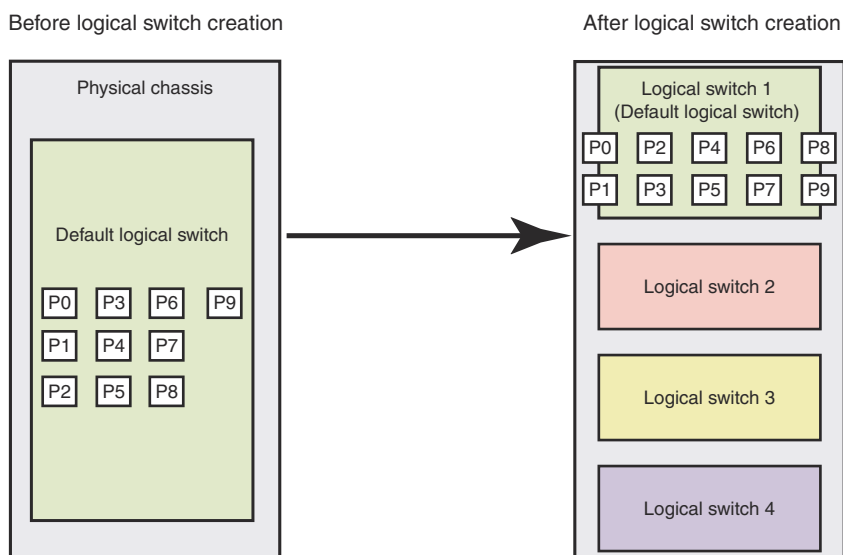 Before logical switch creation
After logical switch creation
Physical chassis
Default logical switch
P0 P3 P6 P9
P1 P4 P7
P2 P5 P8
Logical switch 1
(Default logical switch)
P0 P2 P4 P6 P8
P1 P3 P5 P7 P9
Logical switch 2
Logical switch 3
Logical switch 4